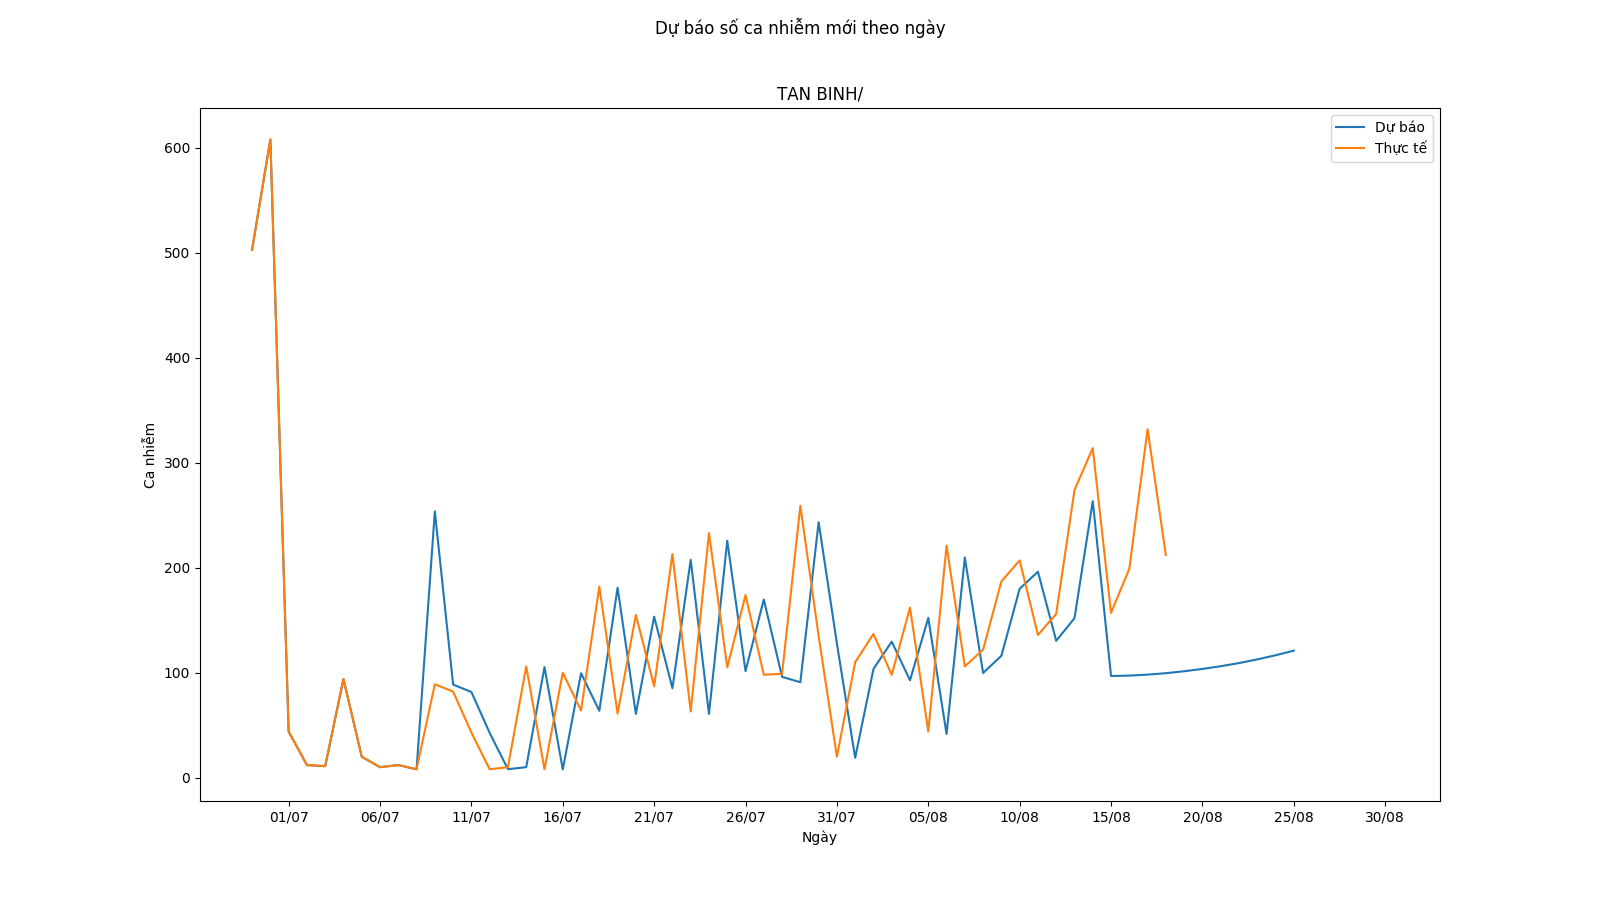 Dự báo số ca nhiễm mới theo ngày
TAN BINH/
Dự báo
Thực tế
600
500
400
300
200
100
0
Ca nhiễm
01/07 06/07 11/07 16/07 21/07 26/07 31/07 05/08 10/08 15/08 20/08 25/08 30/08
Ngày